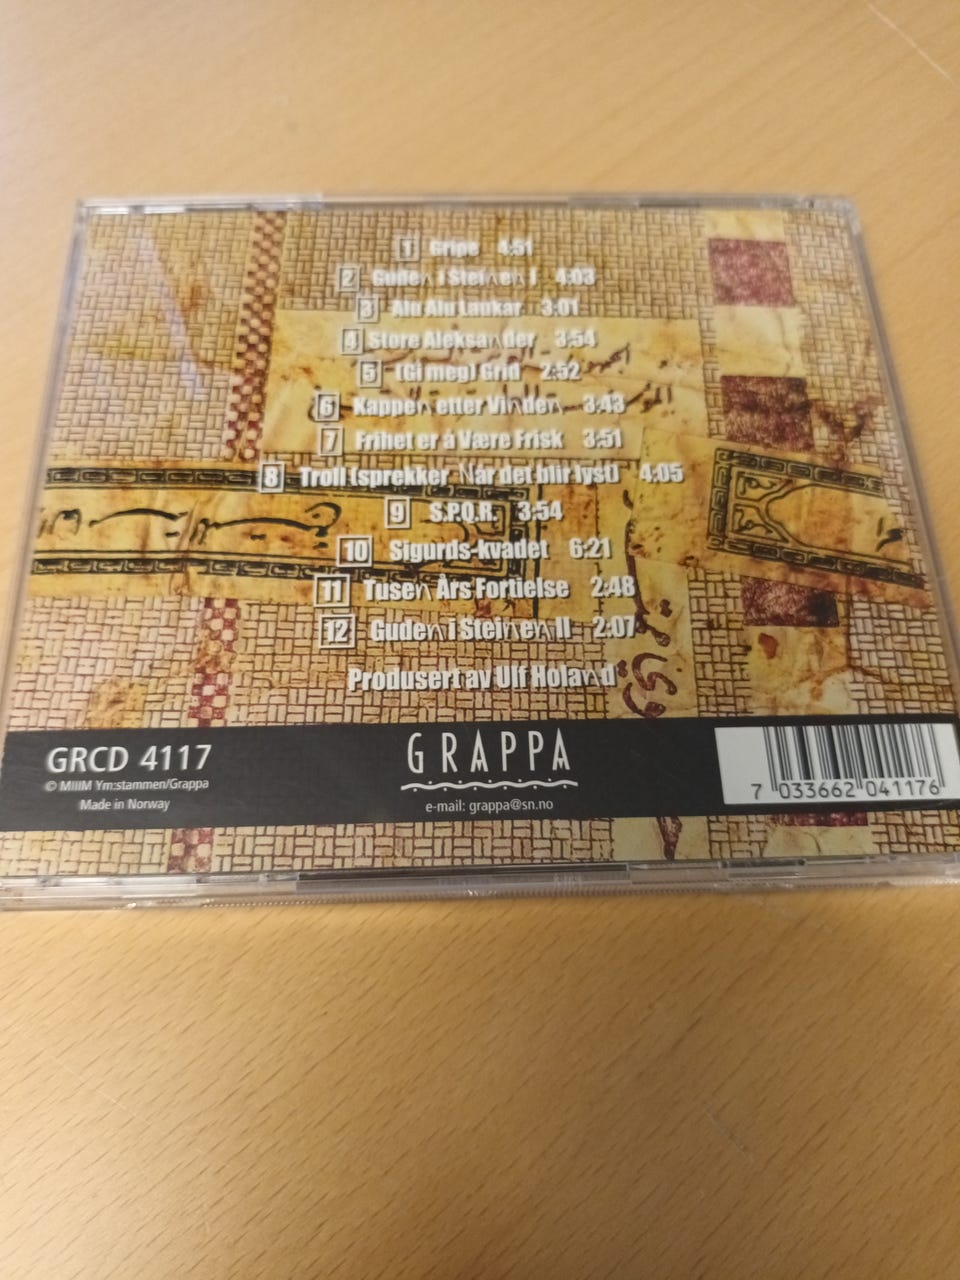 1 Gripe 4:51
2 Guden i Steinen I 4:03
3 Alu Alu Laukar 3:01
4 Store Aleksander 3:54
5 (Gi meg) Grid 2:52
6 Kappen etter Vinden 3:43
7 Frihet er å Være Frisk 3:51
8 Troll (sprekker Når det blir lyst) 4:05
9 S.P.Q.R. 3:54
10 Sigurds-kvadet 6:21
11 Tusen Års Fortielse 2:48
12 Guden i Steinen II 2:07
Produsert av Ulf Holand
GRCD 4117
© MIIIM Ym:stammen/Grappa
Made in Norway
GRAPPA
e-mail: grappa@sn.no
7 033662 041176